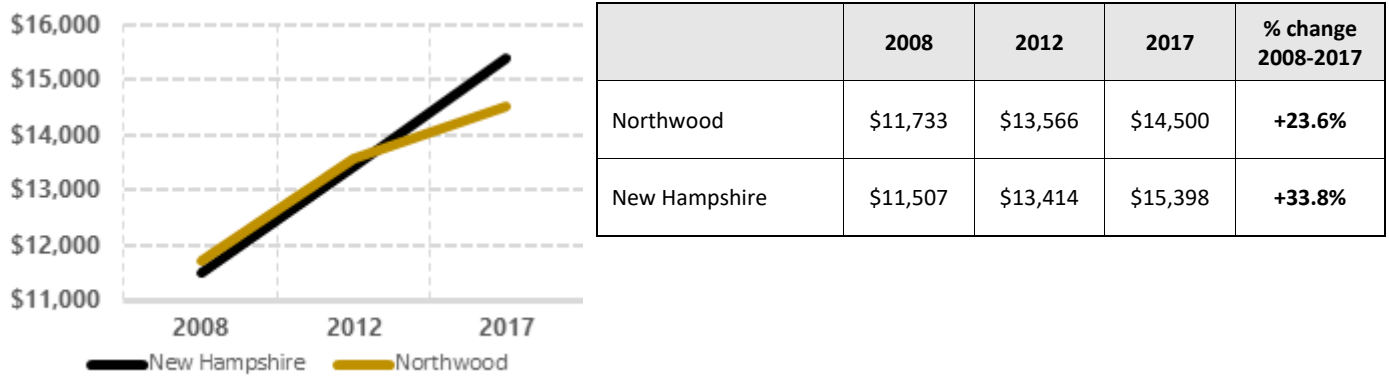 $16,000
$15,000
$14,000
$13,000
$12,000
$11,000
2008 2012 2017
New Hampshire Northwood
2008 2012 2017 % change
2008-2017
Northwood $11,733 $13,566 $14,500 +23.6%
New Hampshire $11,507 $13,414 $15,398 +33.8%